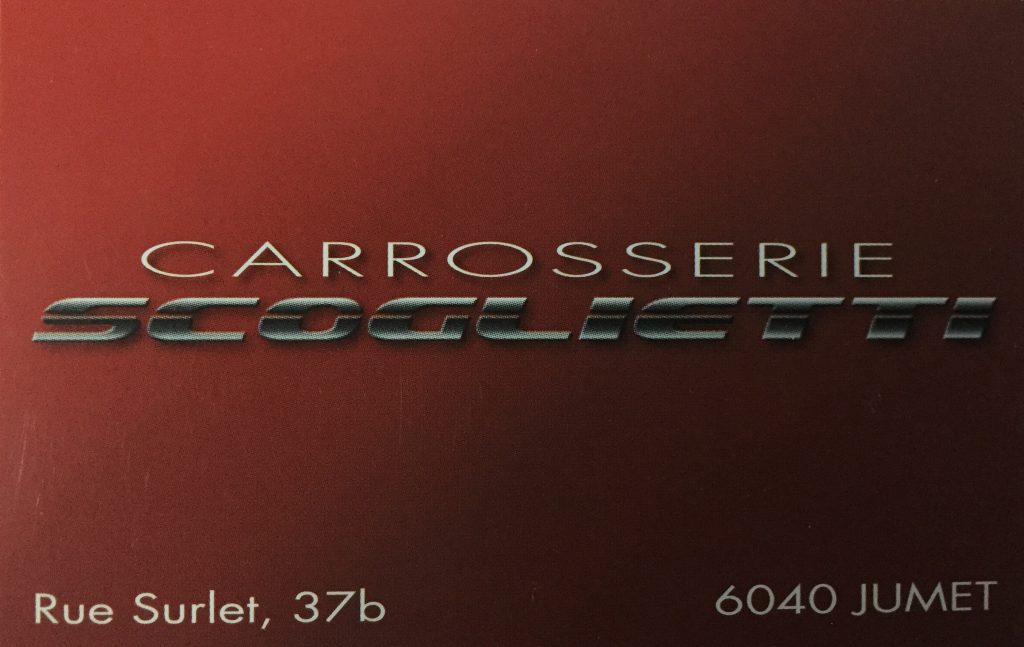 CARROSSERIE
SCOGLIETTI
Rue Surlet, 37b
6040 JUMET